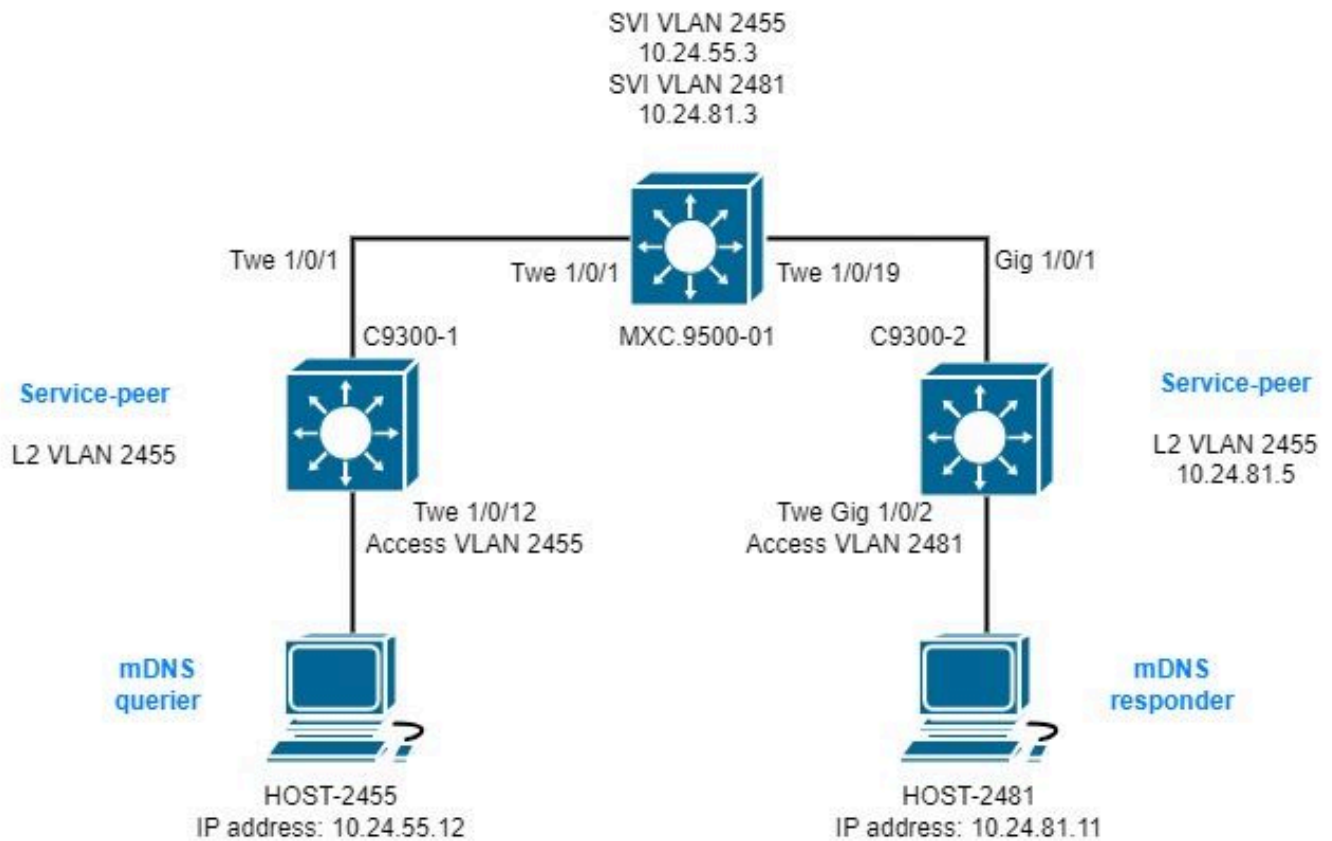 SVI VLAN 2455
10.24.55.3
SVI VLAN 2481
10.24.81.3
Twe 1/0/1
Twe 1/0/1
Twe 1/0/19
Gig 1/0/1
C9300-1
MXC.9500-01
C9300-2
Service-peer
L2 VLAN 2455
Service-peer
L2 VLAN 2455
10.24.81.5
Twe 1/0/12
Access VLAN 2455
Twe Gig 1/0/2
Access VLAN 2481
mDNS
querier
mDNS
responder
HOST-2455
IP address: 10.24.55.12
HOST-2481
IP address: 10.24.81.11